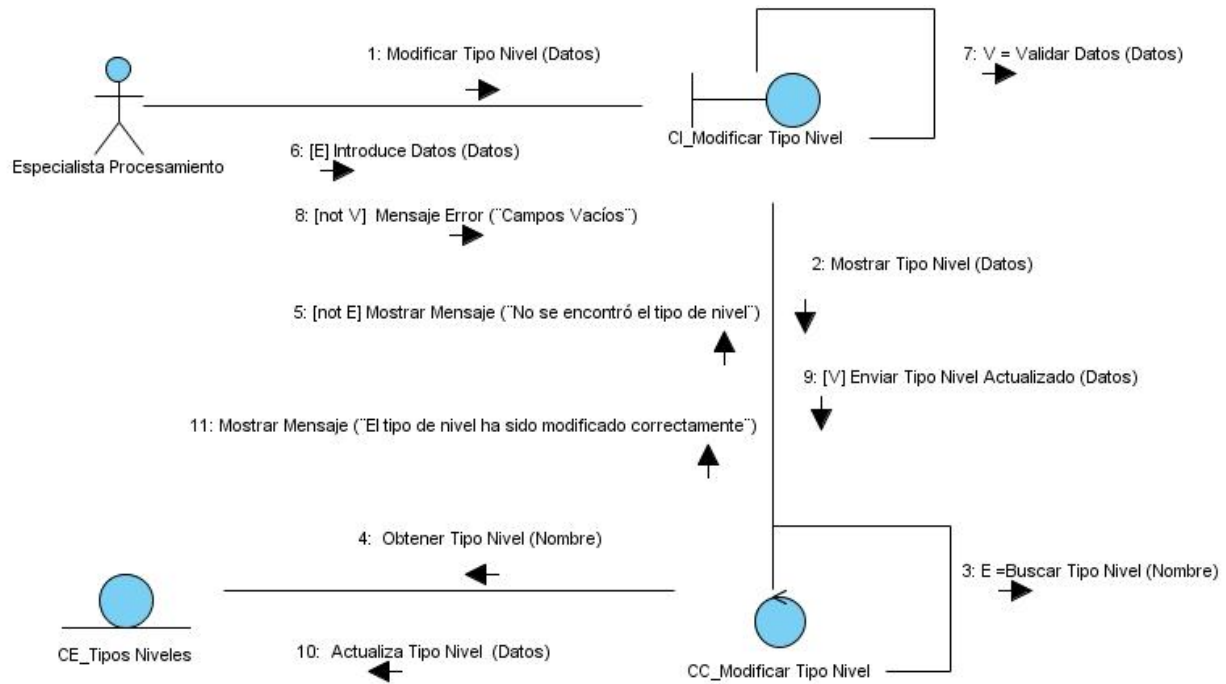 1: Modificar Tipo Nivel (Datos)
7: V = Validar Datos (Datos)
CI_Modificar Tipo Nivel
Especialista Procesamiento
6: [E] Introduce Datos (Datos)
8: [not V] Mensaje Error (¨Campos Vacíos¨)
2: Mostrar Tipo Nivel (Datos)
5: [not E] Mostrar Mensaje (¨No se encontró el tipo de nivel¨)
9: [V] Enviar Tipo Nivel Actualizado (Datos)
11: Mostrar Mensaje (¨El tipo de nivel ha sido modificado correctamente¨)
4: Obtener Tipo Nivel (Nombre)
3: E =Buscar Tipo Nivel (Nombre)
CE_Tipos Niveles
10: Actualiza Tipo Nivel (Datos)
CC_Modificar Tipo Nivel